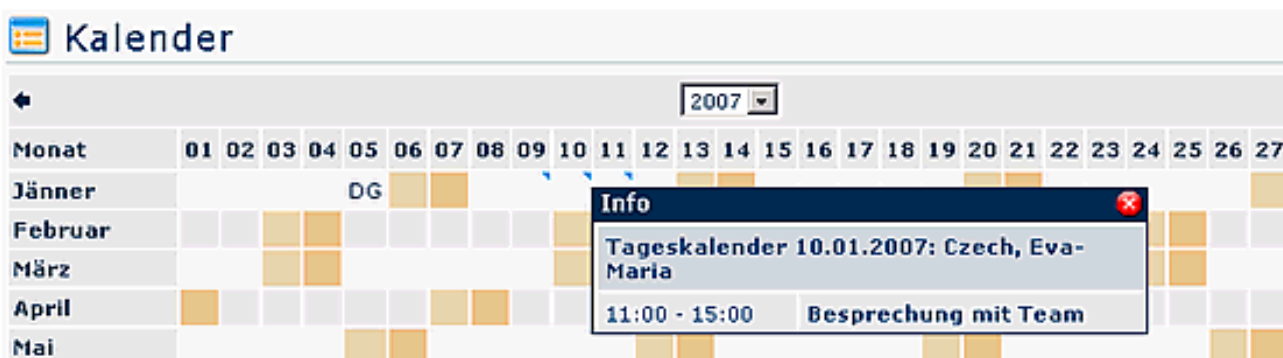 Kalender
2007
Monat 01 02 03 04 05 06 07 08 09 10 11 12 13 14 15 16 17 18 19 20 21 22 23 24 25 26 27
Jänner DG
Februar
März
April
Mai
Info
Tageskalender 10.01.2007: Czech, Eva-
Maria
11:00 - 15:00 Besprechung mit Team